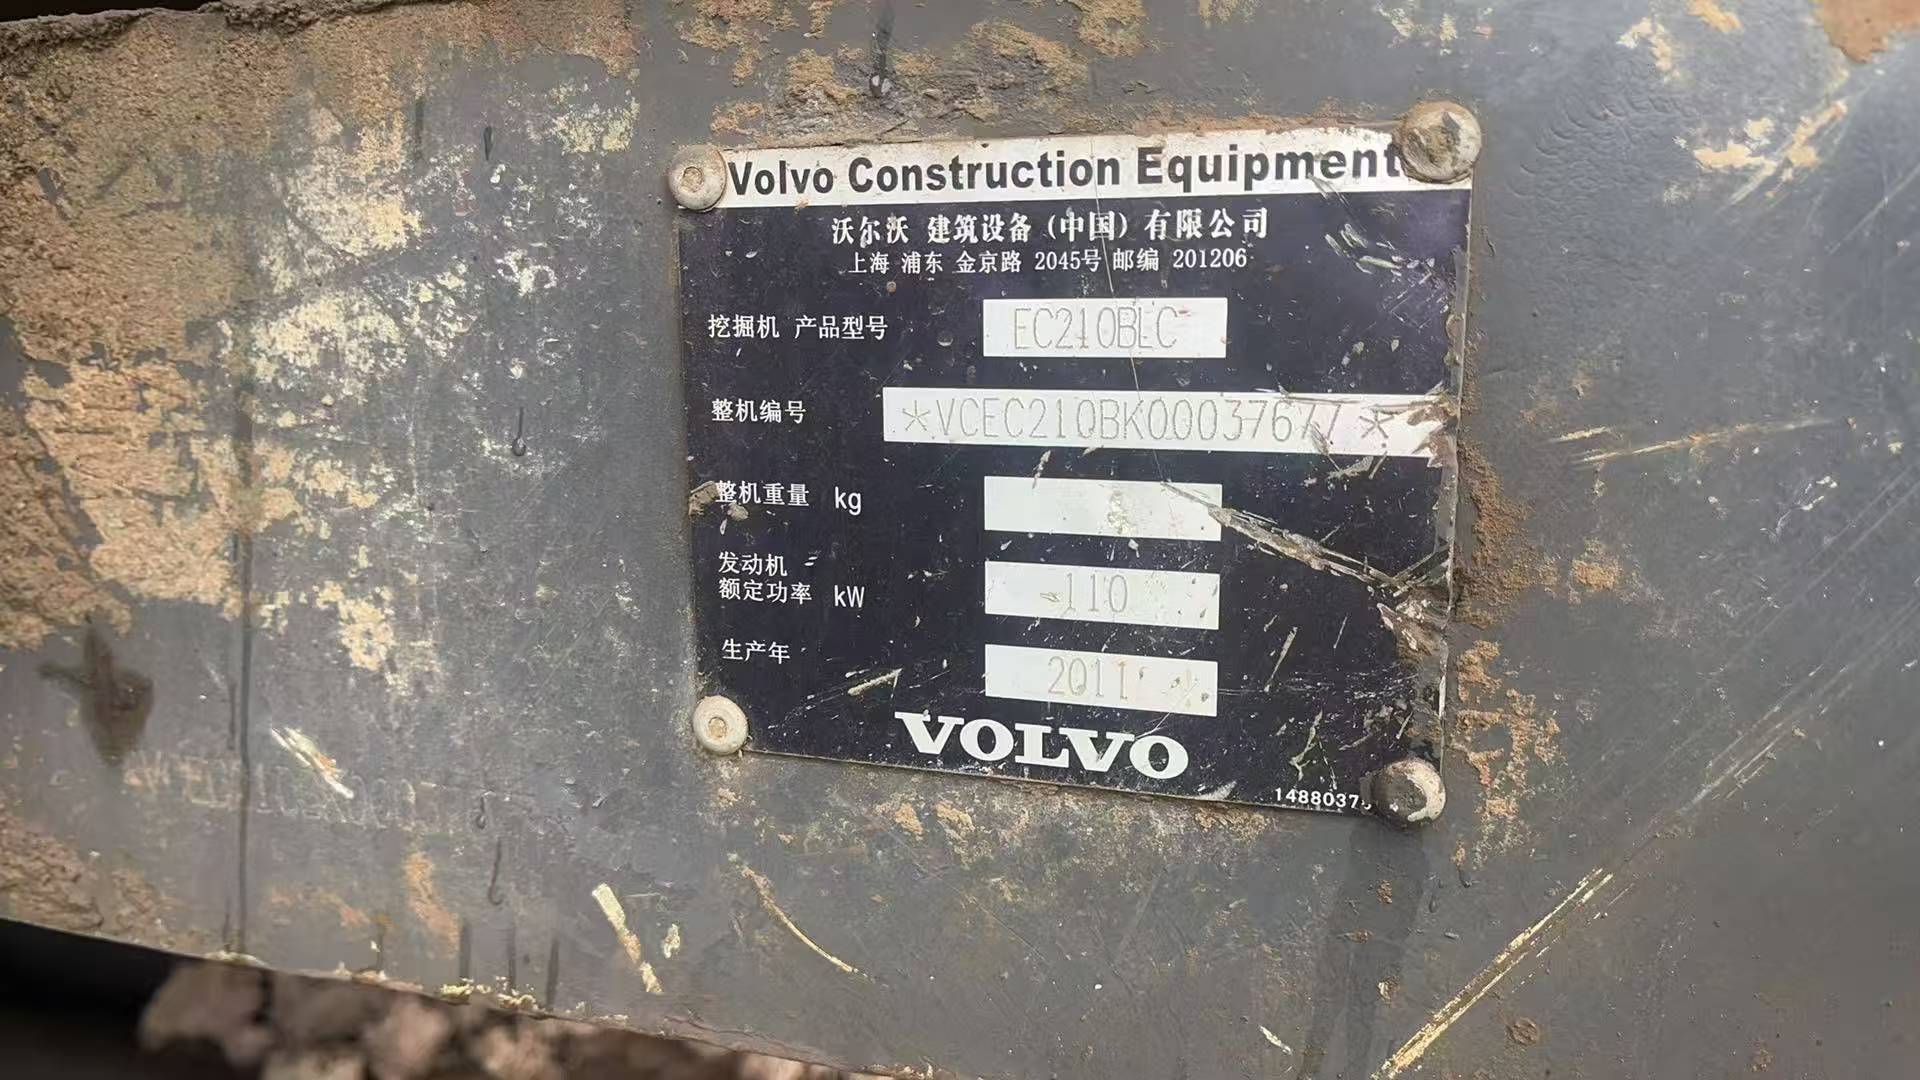 Volvo Construction Equipment
沃尔沃 建筑设备（中国）有限公司
上海 浦东 金京路 2045号 邮编 201206
挖掘机 产品型号 EC210BLC
整机编号 *VCEC210BK00037677*
整机重量 kg
发动机
额定功率 kW 110
生产年 2011
VOLVO